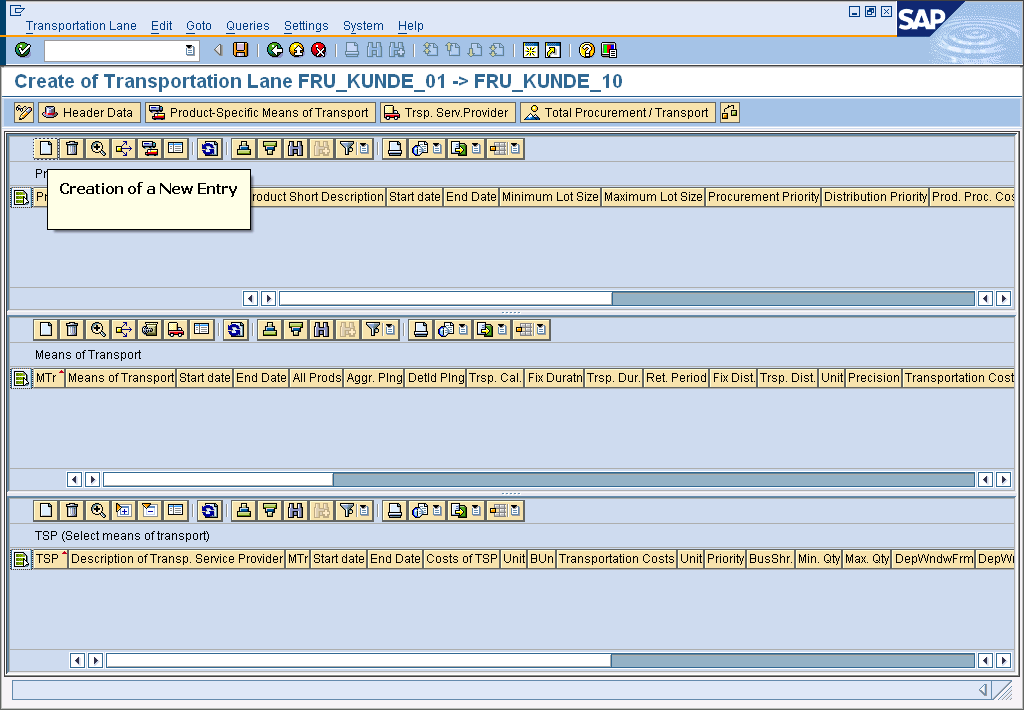 Transportation Lane Edit Goto Queries Settings System Help
SAP
Create of Transportation Lane FRU_KUNDE_01 -> FRU_KUNDE_10
Header Data Product-Specific Means of Transport Trsp. Serv.Provider Total Procurement / Transport
Pr
Creation of a New Entry
Pr roduct Short Description Start date End Date Minimum Lot Size Maximum Lot Size Procurement Priority Distribution Priority Prod. Proc. Cos
Means of Transport
MTr Means of Transport Start date End Date All Prods Aggr. Plng Detld Plng Trsp. Cal. Fix Duratn Trsp. Dur. Ret. Period Fix Dist. Trsp. Dist. Unit Precision Transportation Cost
TSP (Select means of transport)
TSP Description of Transp. Service Provider MTr Start date End Date Costs of TSP Unit BUn Transportation Costs Unit Priority BusShr. Min. Qty Max. Qty DepWndwFrm DepWn